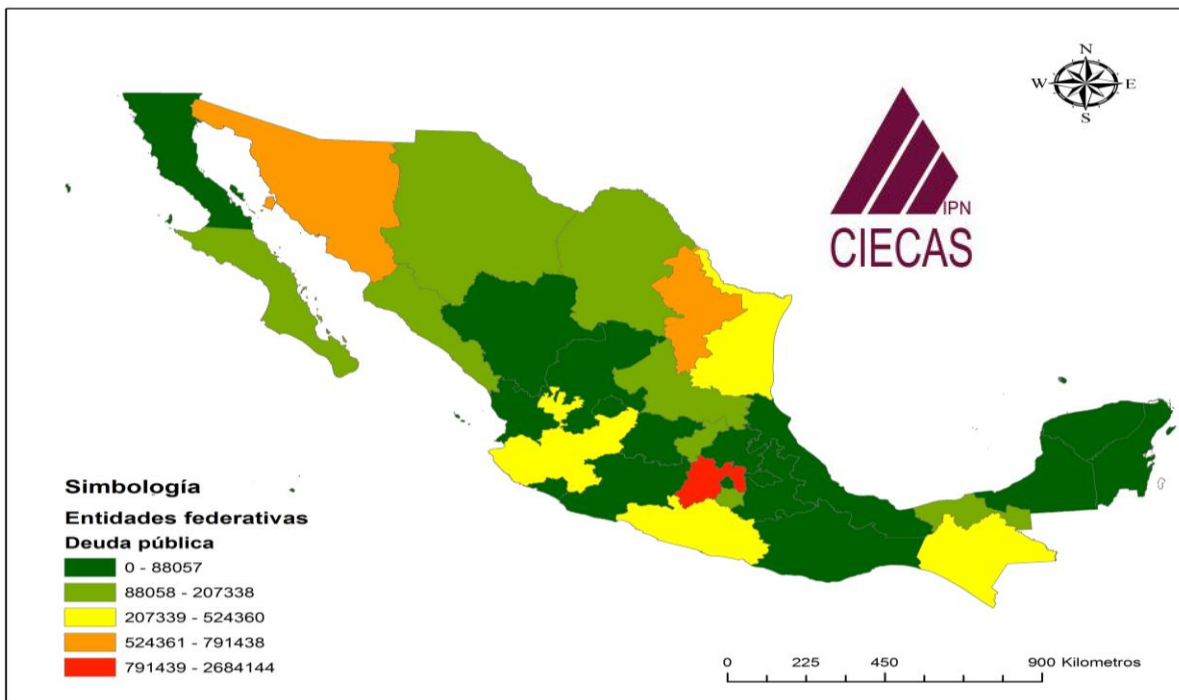 N
W E
S
IPN
CIECAS
Simbología
Entidades federativas
Deuda pública
0 - 88057
88058 - 207338
207339 - 524360
524361 - 791438
791439 - 2684144
0 225 450 900 Kilometros